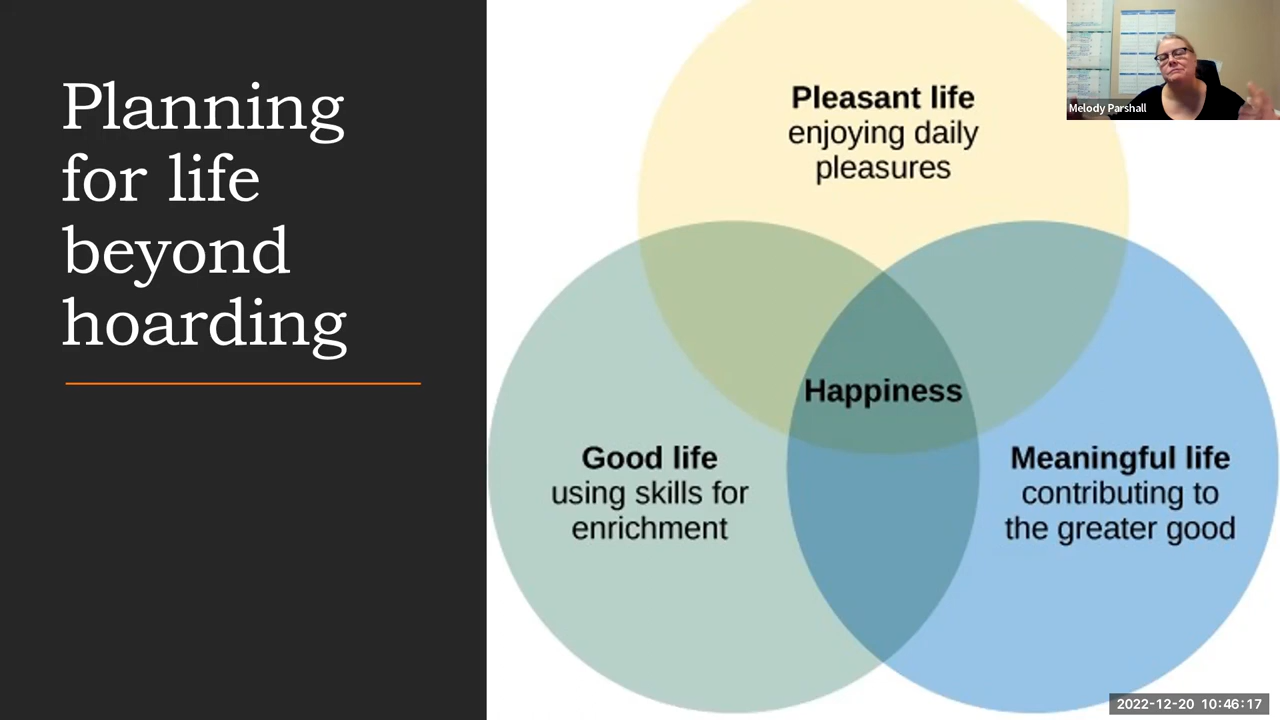 Planning
for life
beyond
hoarding
Pleasant life
enjoying daily
pleasures
Happiness
Good life
using skills for
enrichment
Meaningful life
contributing to
the greater good
Melody Parshall
2022-12-20 10:46:17